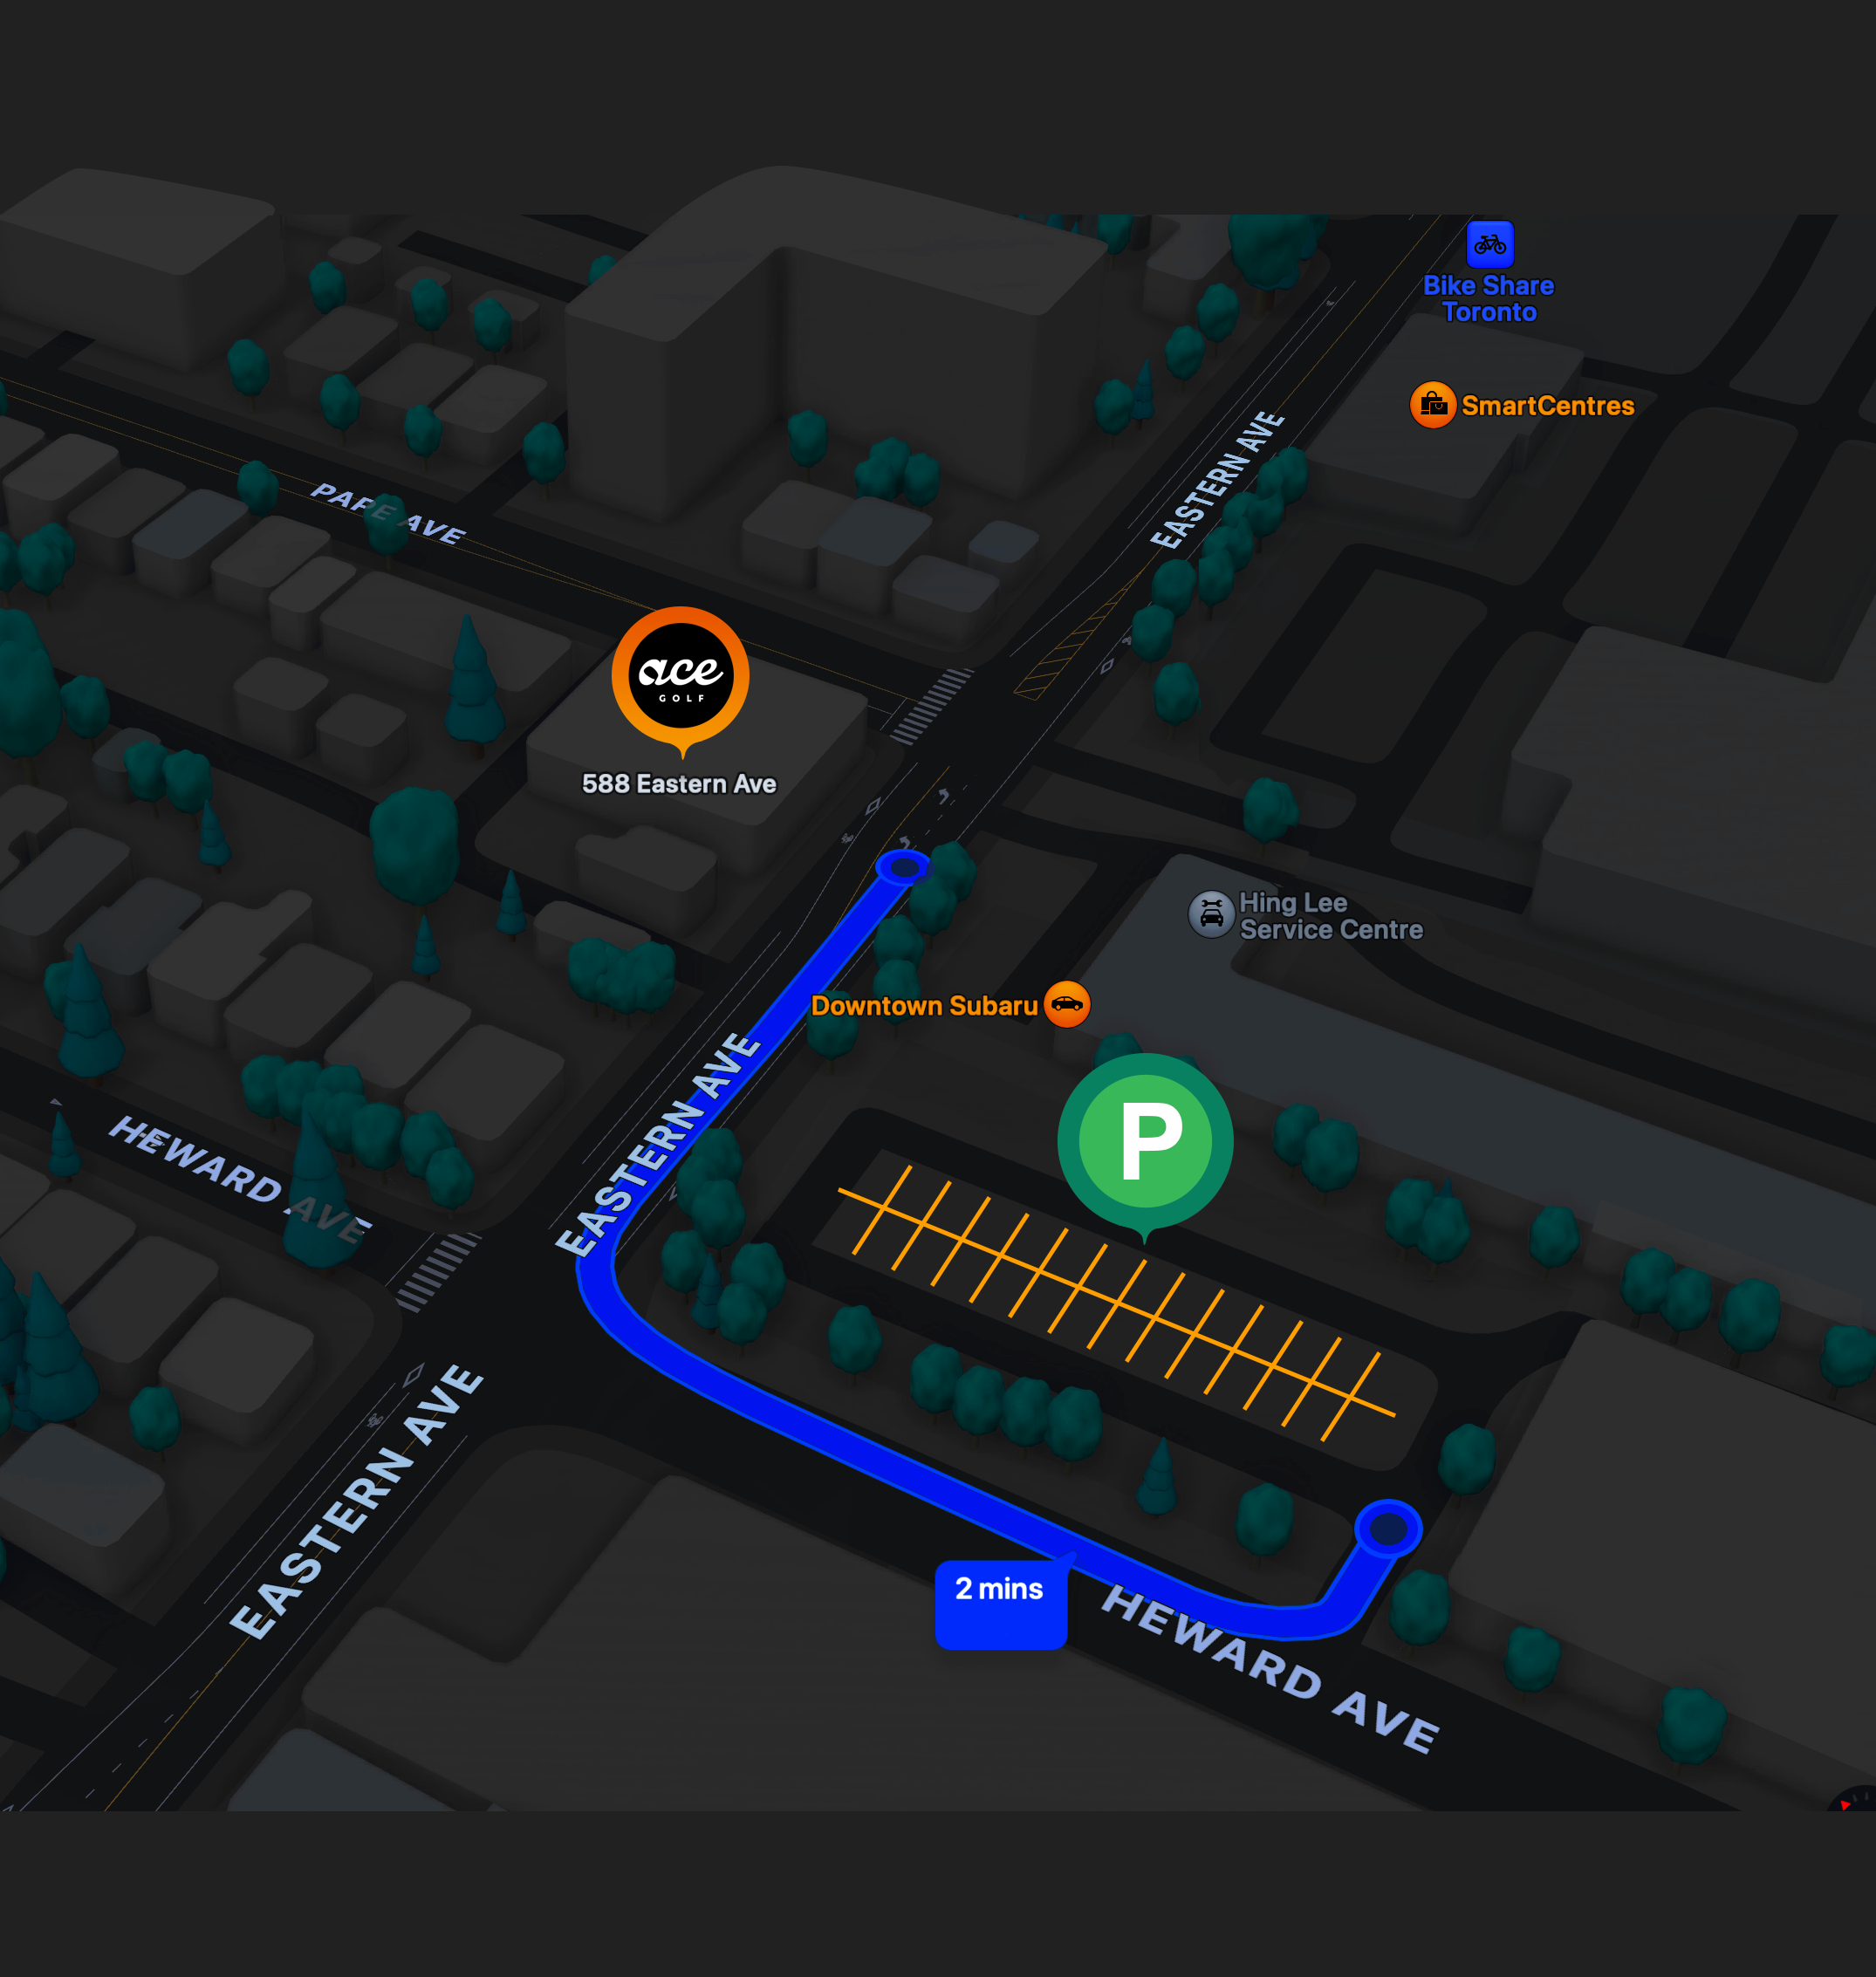 Bike Share
Toronto
SmartCentres
EASTERN AVE
PAPE AVE
ace
GOLF
588 Eastern Ave
Hing Lee
Service Centre
Downtown Subaru
EASTERN AVE
P
HEWARD AVE
EASTERN AVE
2 mins
HEWARD AVE